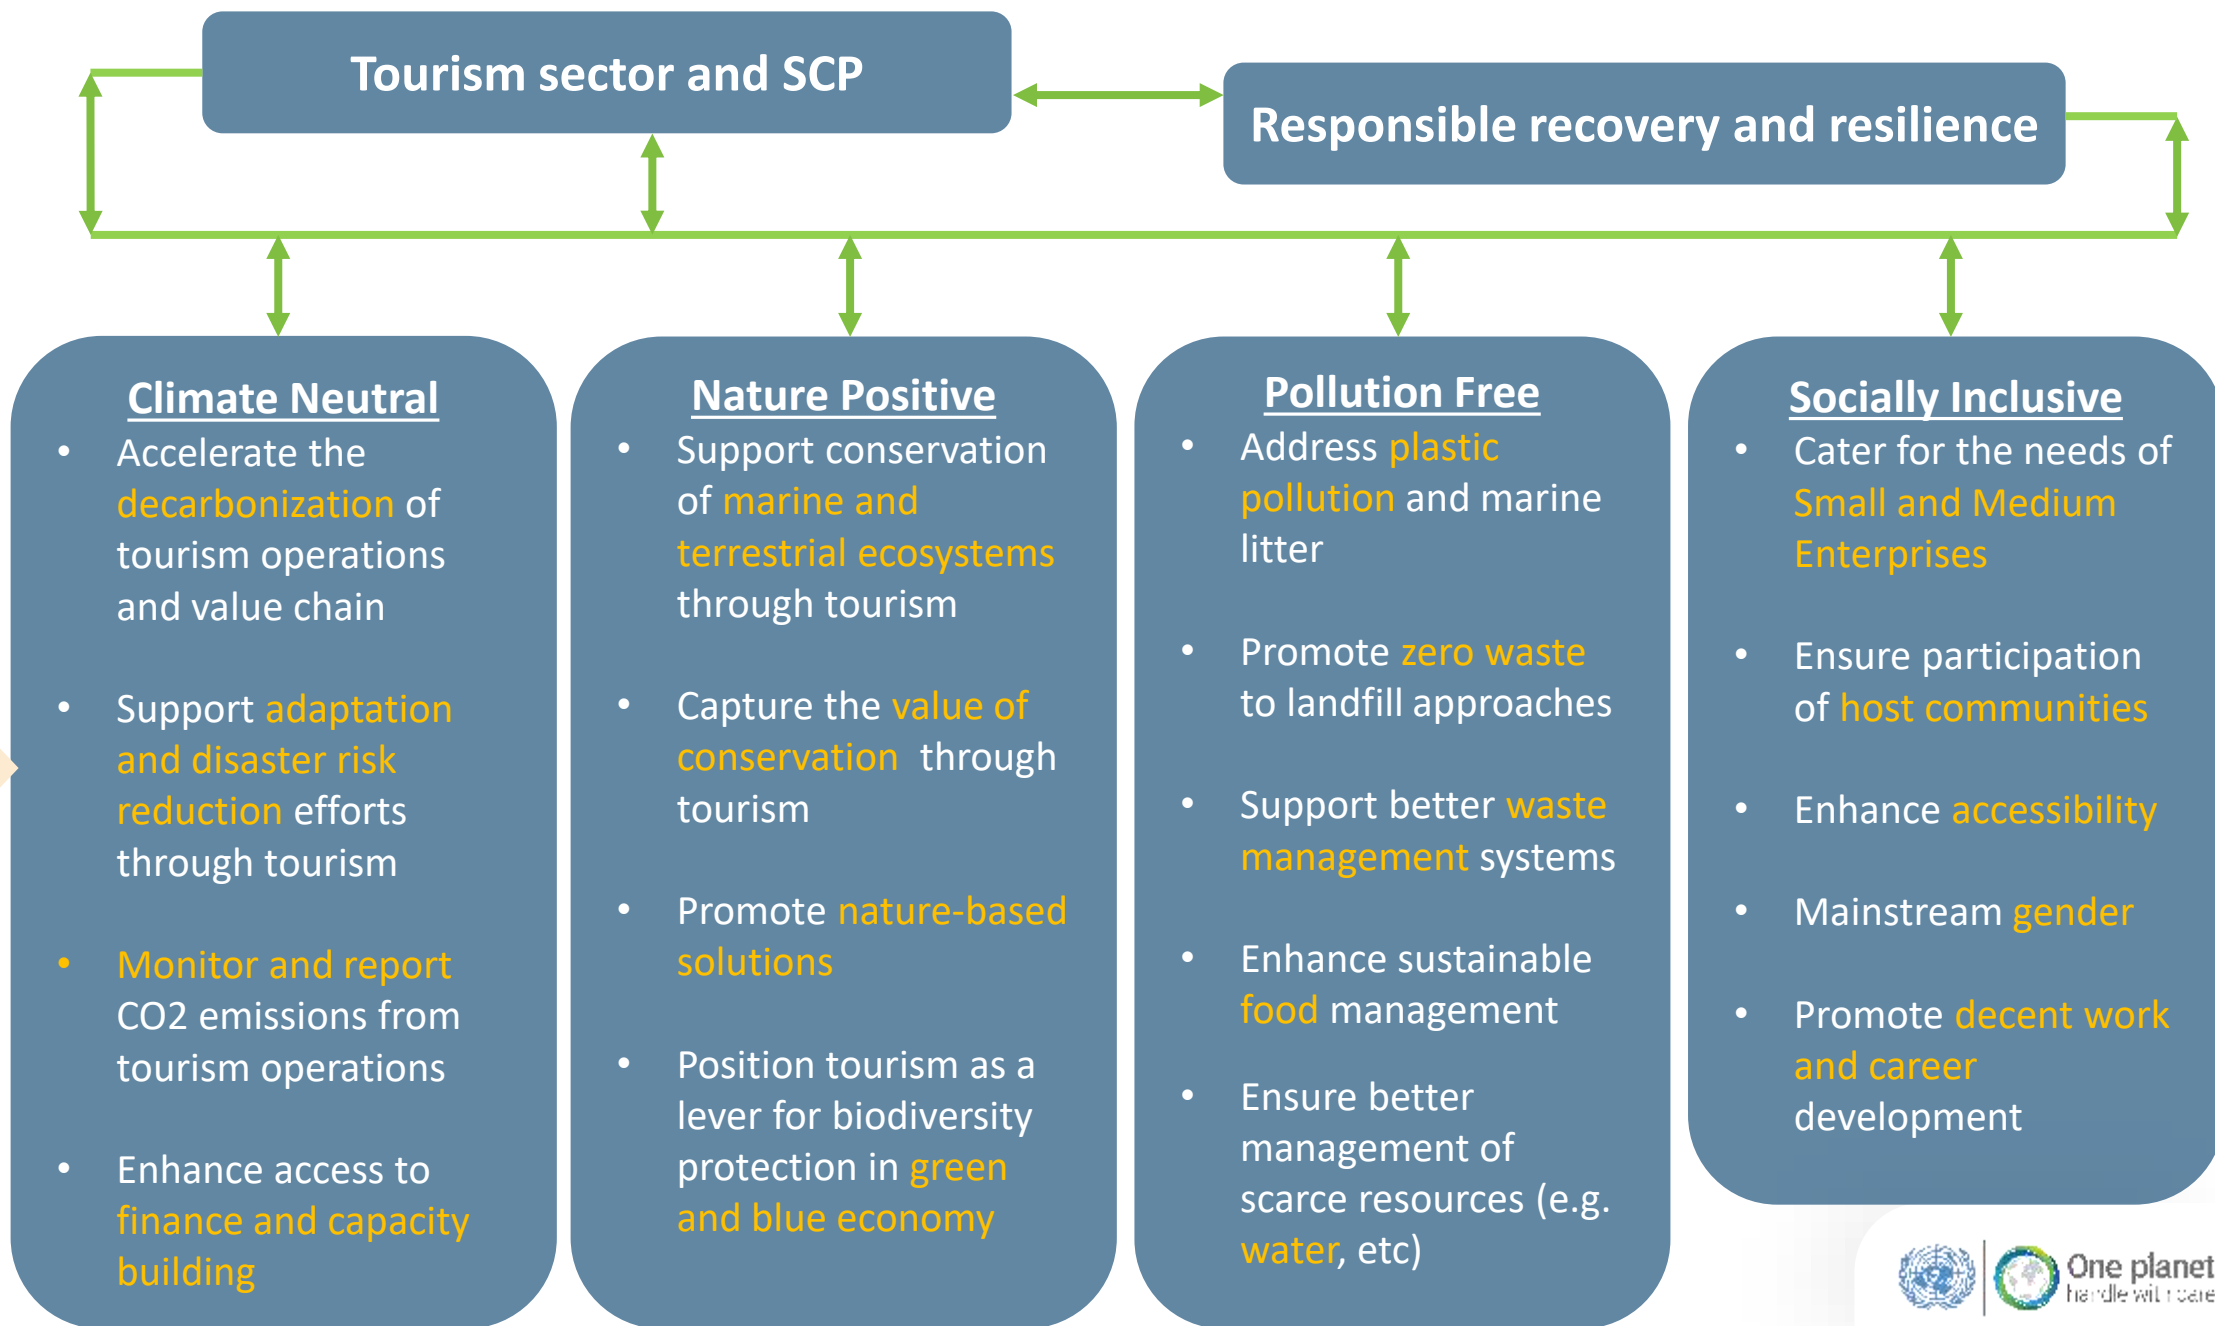 Tourism sector and SCP
Responsible recovery and resilience
Climate Neutral
• Accelerate the
decarbonization of
tourism operations
and value chain
• Support adaptation
and disaster risk
reduction efforts
through tourism
• Monitor and report
CO2 emissions from
tourism operations
• Enhance access to
finance and capacity
building
Nature Positive
• Support conservation
of marine and
terrestrial ecosystems
through tourism
• Capture the value of
conservation through
tourism
• Promote nature-based
solutions
• Position tourism as a
lever for biodiversity
protection in green
and blue economy
Pollution Free
• Address plastic
pollution and marine
litter
• Promote zero waste
to landfill approaches
• Support better waste
management systems
• Enhance sustainable
food management
• Ensure better
management of
scarce resources (e.g.
water, etc)
Socially Inclusive
• Cater for the needs of
Small and Medium
Enterprises
• Ensure participation
of host communities
• Enhance accessibility
• Mainstream gender
• Promote decent work
and career
development
One planet
handle with care